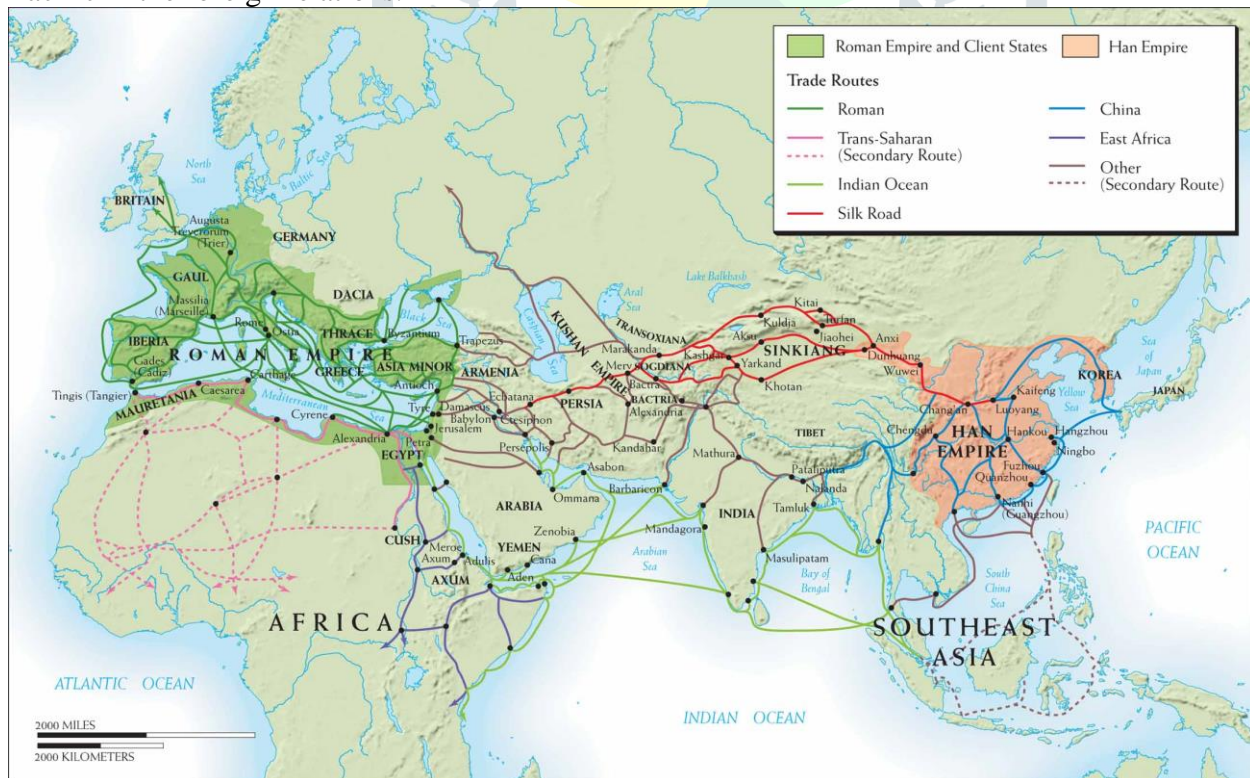 Roman Empire and Client States
Han Empire
Trade Routes
Roman
Trans-Saharan
(Secondary Route)
Indian Ocean
Silk Road
China
East Africa
Other
(Secondary Route)
North
Sea
Baltic Sea
BRITAIN
Augusta
Treverorum
(Trier)
GERMANY
GAUL
Massilia
(Marseille)
DACIA
Black Sea
Caspian Sea
Aral
Sea
Lake Balkhash
IBERIA
Gades
(Cadiz)
Rome
Ostia
THRACE
Byzantium
Trapezus
ROMAN EMPIRE
GREECE
ASIA MINOR
ARMENIA
Antioch
Tingis (Tangier)
MAURETANIA
Caesarea
Carthage
Mediterranean
Sea
Cyrene
Alexandria
Tyre
Damascus
Babylon
Jerusalem
Petra
EGYPT
Ecbatana
Ctesiphon
Persepolis
PERSIA
KUSHAN
EMPIRE
TRANSOXIANA
Marakanda
SOGDIANA
Merv
Bactra
BACTRIA
Alexandria
Kandahar
Kashgar
Yarkand
Khotan
Aksu
Kuldja
Kitai
Turfan
Jiaohei
SINKIANG
Anxi
Dunhuang
Wuwei
TIBET
Chang'an
Chengdu
Kaifeng
Luoyang
HAN
EMPIRE
Hankou
Hangzhou
Ningbo
Fuzhou
Quanzhou
Nanhi
(Guangzhou)
Yellow
Sea
KOREA
Sea
of
Japan
JAPAN
Asabon
Ommana
ARABIA
Barbaricon
Mathura
Pataliputra
Nalanda
Tamluk
INDIA
Mandagora
Masulipatam
Zenobia
YEMEN
Cana
Aden
CUSH
Meroe
Axum
Adulis
AXUM
AFRICA
Arabian
Sea
Bay of
Bengal
South
China
Sea
SOUTHEAST
ASIA
PACIFIC
OCEAN
ATLANTIC OCEAN
INDIAN OCEAN
2000 MILES
2000 KILOMETERS